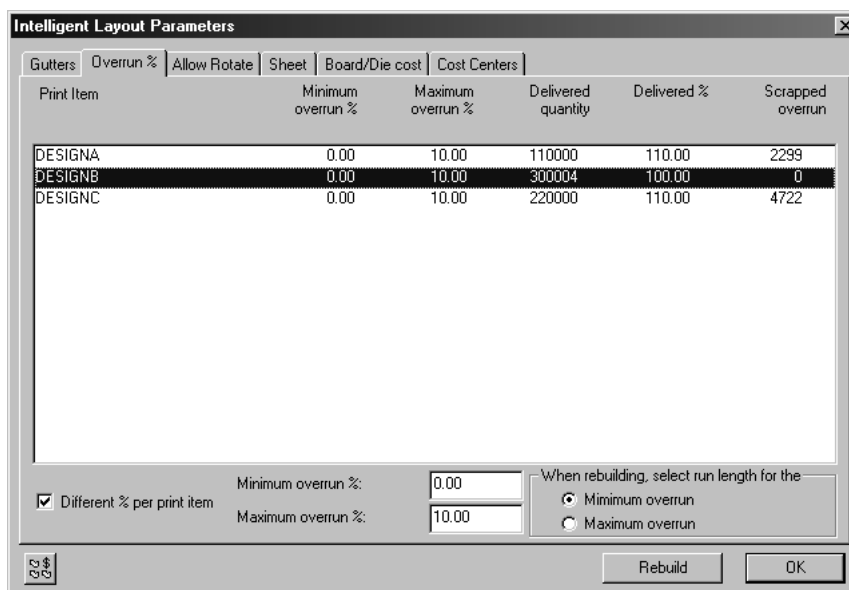 Intelligent Layout Parameters
Gutters Overrun % Allow Rotate Sheet Board/Die cost Cost Centers
Print Item Minimum overrun % Maximum overrun % Delivered quantity Delivered % Scrapped overrun
DESIGNA 0.00 10.00 110000 110.00 2299
DESIGNB 0.00 10.00 300004 100.00 0
DESIGNC 0.00 10.00 220000 110.00 4722
Different % per print item
Minimum overrun %: 0.00
Maximum overrun %: 10.00
When rebuilding, select run length for the
Mimimum overrun
Maximum overrun
Rebuild OK